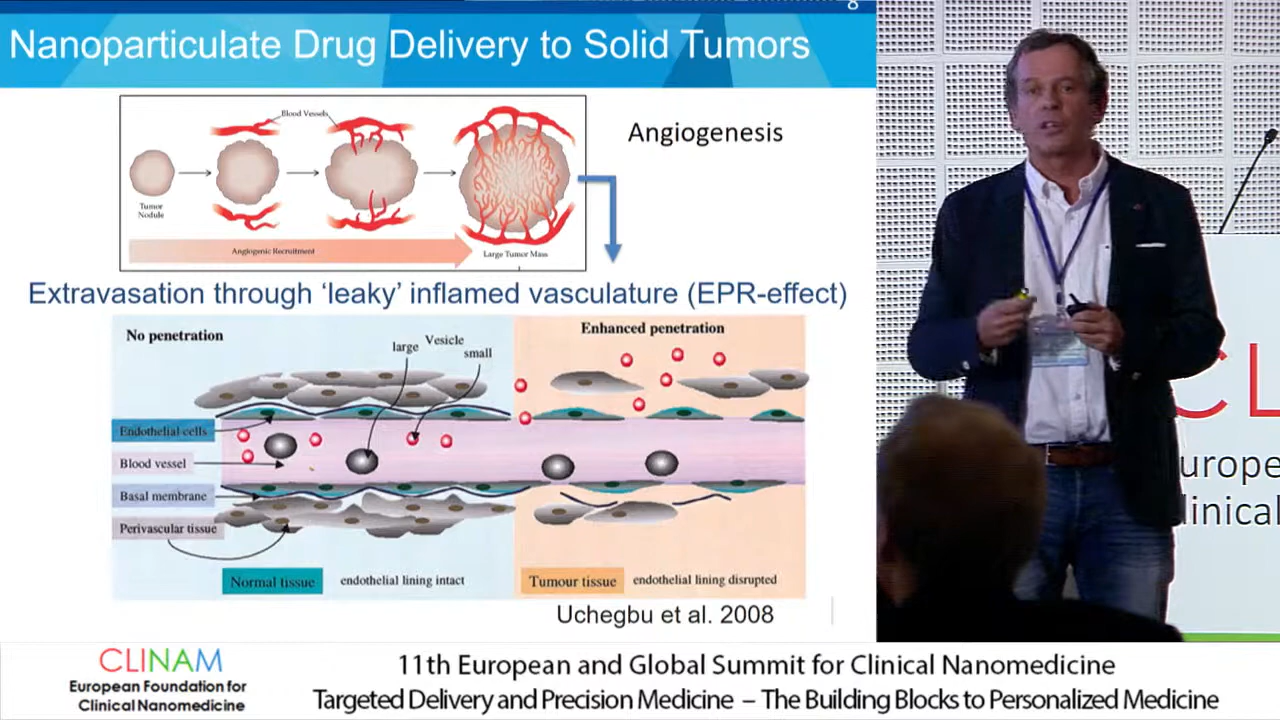 8
Nanoparticulate Drug Delivery to Solid Tumors
Blood Vessels
Angiogenesis
Tumor
Nodule
Angiogenic Recruitment
Large Tumor Mass
Extravasation through ‘leaky’ inflamed vasculature (EPR-effect)
No penetration
Enhanced penetration
Vesicle
large
small
Endothelial cells
Blood vessel
Basal membrane
Perivascular tissue
Normal tissue
endothelial lining intact
Tumour tissue
endothelial lining disrupted
Uchegbu et al. 2008
CL
urope
linical
CLINAM
European Foundation for
Clinical Nanomedicine
11th European and Global Summit for Clinical Nanomedicine
Targeted Delivery and Precision Medicine – The Building Blocks to Personalized Medicine